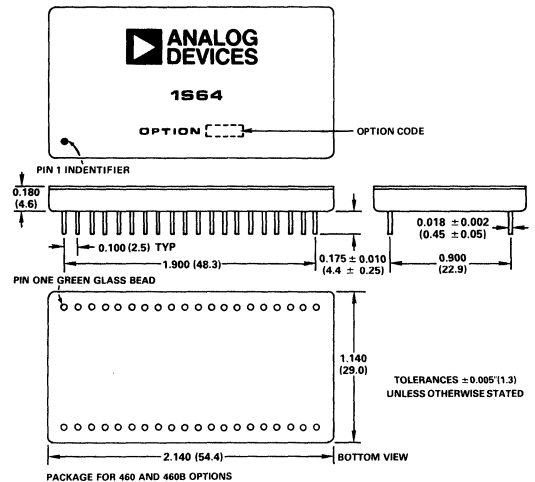 ANALOG
DEVICES
1S64
OPTION
OPTION CODE
PIN 1 INDENTIFIER
0.180
(4.6)
0.100 (2.5) TYP
1.900 (48.3)
0.175 ± 0.010
(4.4 ± 0.25)
0.018 ± 0.002
(0.45 ± 0.05)
0.900
(22.9)
PIN ONE GREEN GLASS BEAD
1.140
(29.0)
TOLERANCES ± 0.005"(1.3)
UNLESS OTHERWISE STATED
2.140 (54.4)
BOTTOM VIEW
PACKAGE FOR 460 AND 460B OPTIONS